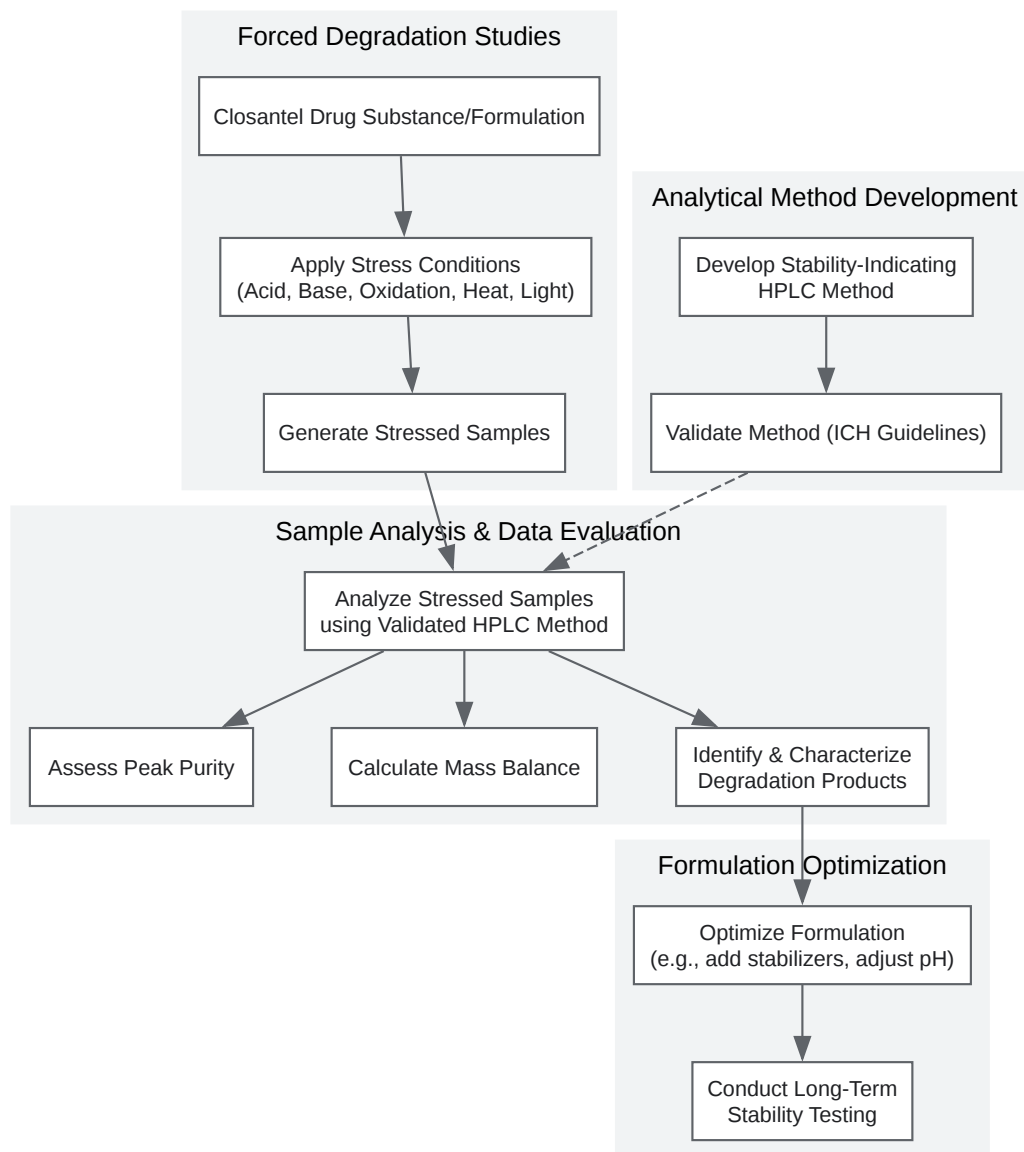 Forced Degradation Studies
Closantel Drug Substance/Formulation
Apply Stress Conditions
(Acid, Base, Oxidation, Heat, Light)
Generate Stressed Samples
Analytical Method Development
Develop Stability-Indicating
HPLC Method
Validate Method (ICH Guidelines)
Sample Analysis & Data Evaluation
Analyze Stressed Samples
using Validated HPLC Method
Assess Peak Purity
Calculate Mass Balance
Identify & Characterize
Degradation Products
Formulation Optimization
Optimize Formulation
(e.g., add stabilizers, adjust pH)
Conduct Long-Term
Stability Testing